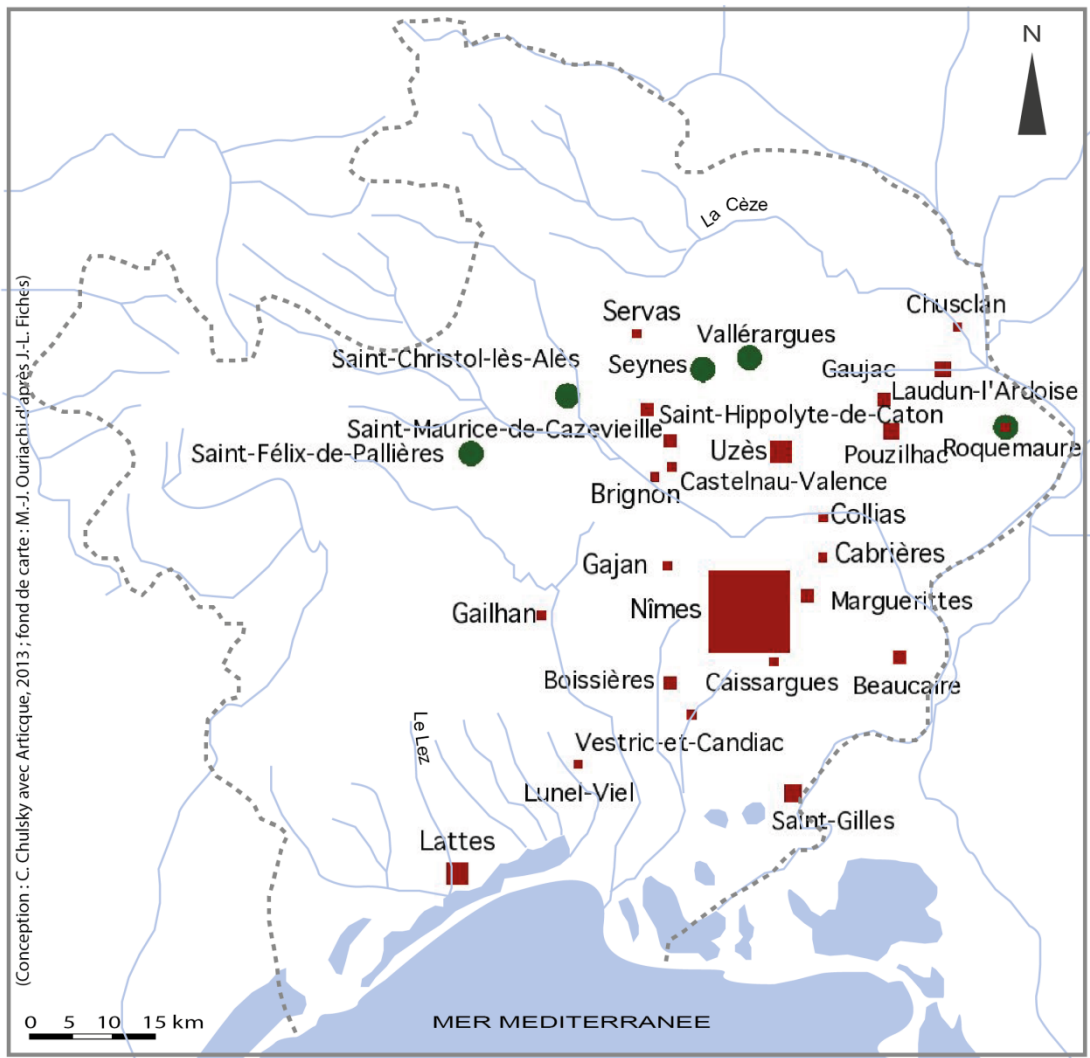 N
La Cèze
Chusclan
Servas
Vallérargues
Saint-Christol-lès-Alès
Seynes
Gaujac
Laudun-l'Ardoise
Saint-Hippolyte-de-Caton
Saint-Maurice-de-Cazevieille
Saint-Félix-de-Pallières
Uzès
Pouzilhac
Roquemaure
Castelnau-Valence
Brignon
Collias
Cabrières
Gajan
Nîmes
Marguerittes
Gailhan
Boissières
Caissargues
Beaucaire
Le Lez
Vestric-et-Candiac
Lunel-Viel
Saint-Gilles
Lattes
MER MEDITERRANEE
0 5 10 15 km
(Conception : C. Chulsky avec Articque, 2013 ; fond de carte : M.-J. Ouriachi d'après J.-L. Fiches)